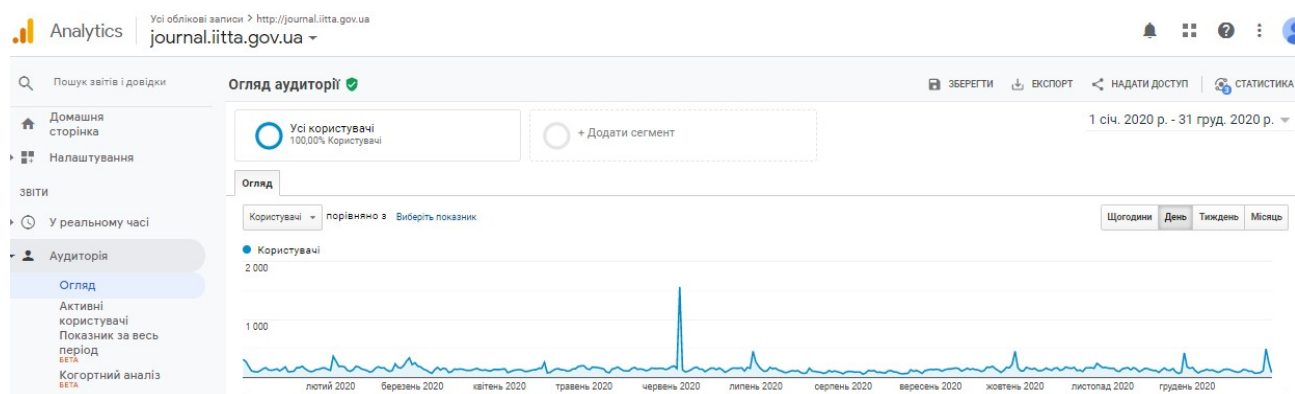 Analytics
Усі облікові записи > http://journal.iitta.gov.ua
journal.iitta.gov.ua
Пошук звітів і довідки
Домашня
сторінка
Налаштування
ЗВІТИ
У реальному часі
Аудиторія
Огляд
Активні
користувачі
Показник за весь
період
БЕТА
Когортний аналіз
БЕТА
Огляд аудиторії
ЗБЕРЕГТИ
ЕКСПОРТ
НАДАТИ ДОСТУП
3
СТАТИСТИКА
Усі користувачі
100,00% Користувачі
+ Додати сегмент
1 січ. 2020 р. - 31 груд. 2020 р.
Огляд
Користувачі порівняно з Виберіть показник
Щогодини День Тиждень Місяць
Користувачі
2 000
1 000
лютий 2020 березень 2020 квітень 2020 травень 2020 червень 2020 липень 2020 серпень 2020 вересень 2020 жовтень 2020 листопад 2020 грудень 2020